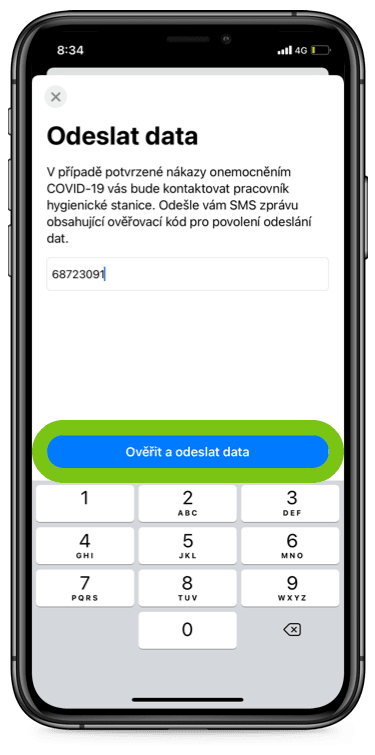 8:34
4G
Odeslat data
V případě potvrzené nákazy onemocněním
COVID-19 vás bude kontaktovat pracovník
hygienické stanice. Odešle vám SMS zprávu
obsahující ověřovací kód pro povolení odeslání
dat.
68723091
Ověřit a odeslat data
1 2 3
ABC DEF
4 5 6
GHI JKL MNO
7 8 9
PQRS TUV WXYZ
0